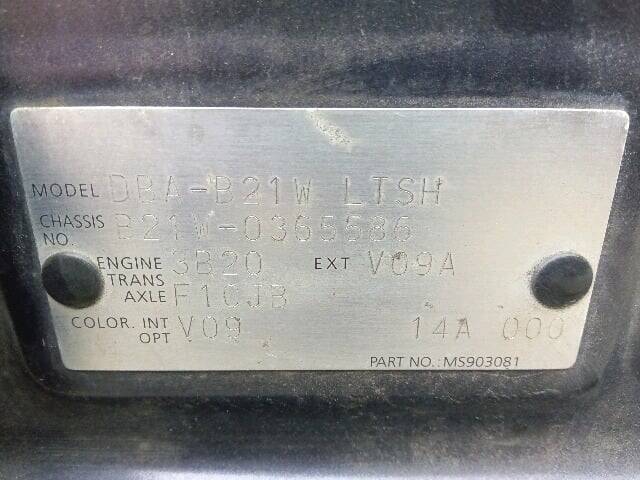 MODEL DBA-B21W LTSH
CHASSIS NO. B21W-0365586
ENGINE 3B20 EXT V09A
TRANS AXLE F1CJB
COLOR. INT V09 14A 000
OPT
PART NO.: MS903081